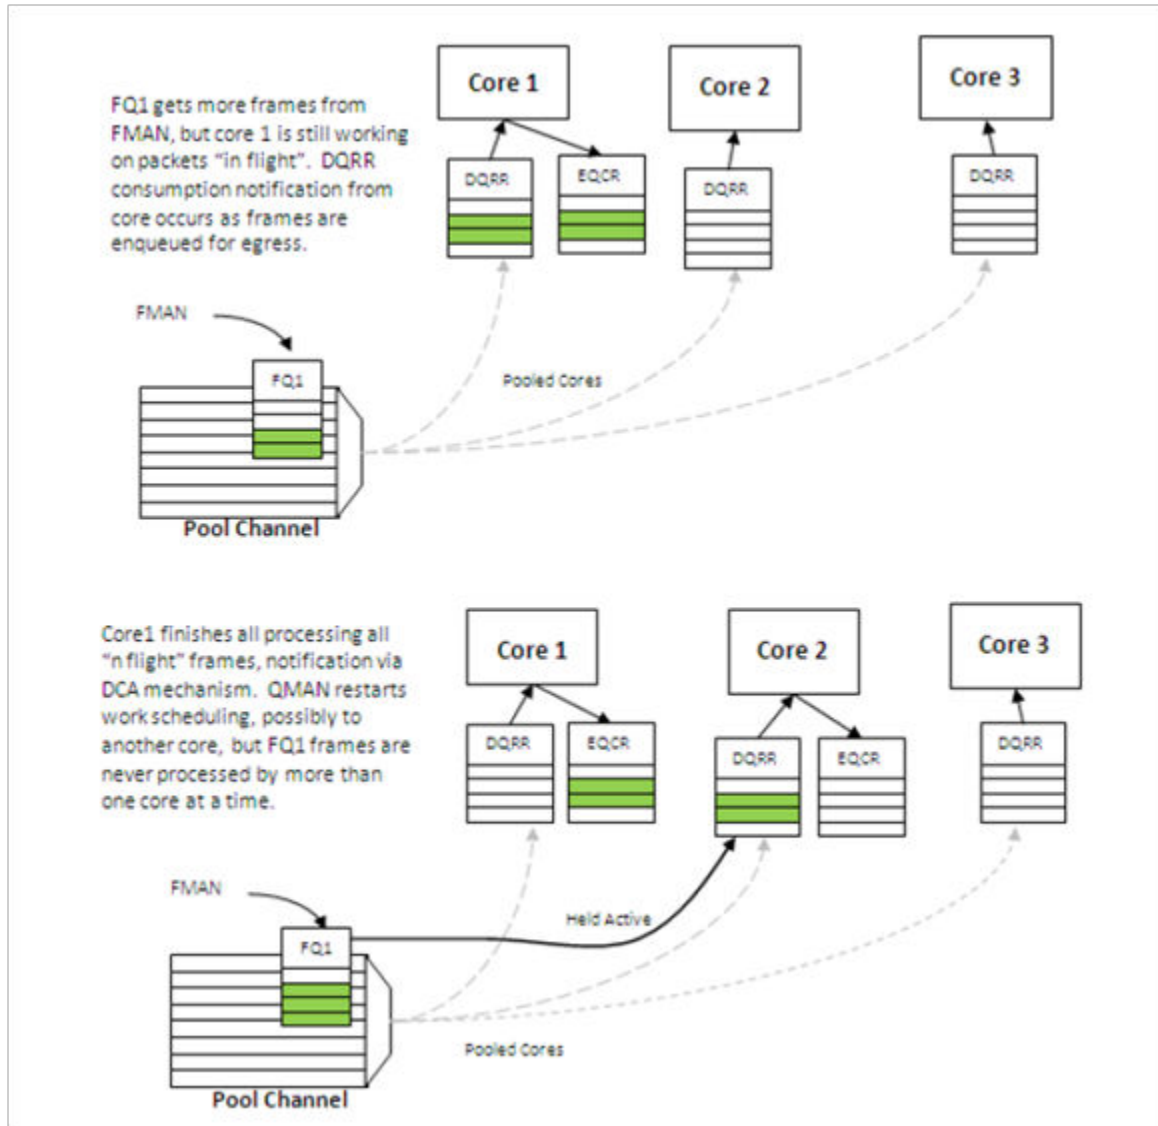 Core 1
Core 2
Core 3
FQ1 gets more frames from
FMAN, but core 1 is still working
on packets “in flight”. DQRR
consumption notification from
core occurs as frames are
enqueued for egress.
DQRR
EQCR
DQRR
DQRR
FMAN
FQ1
Pooled Cores
Pool Channel
Core1 finishes all processing all
“n flight” frames, notification via
DCA mechanism. QMAN restarts
work scheduling, possibly to
another core, but FQ1 frames are
never processed by more than
one core at a time.
Core 1
Core 2
Core 3
DQRR
EQCR
DQRR
EQCR
DQRR
FMAN
Held Active
FQ1
Pooled Cores
Pool Channel